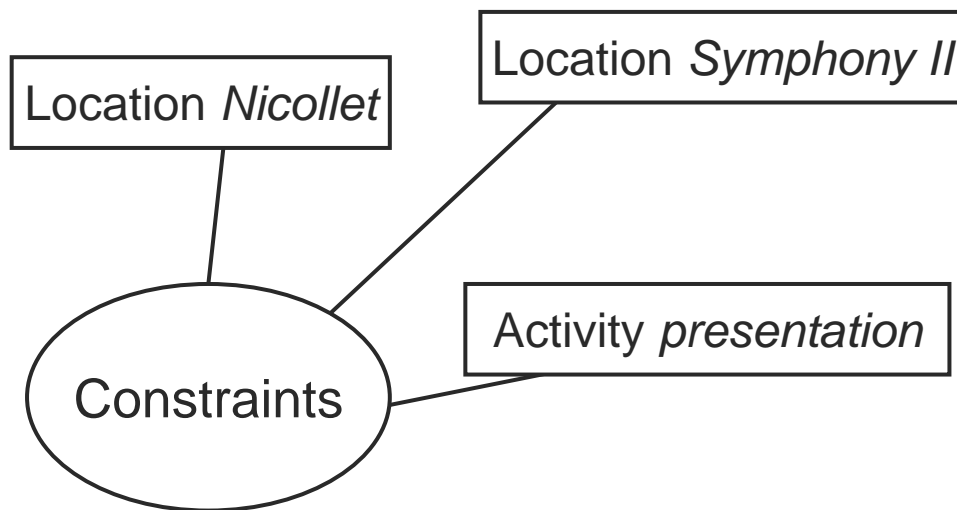 Location Symphony II
Location Nicollet
Activity presentation
Constraints